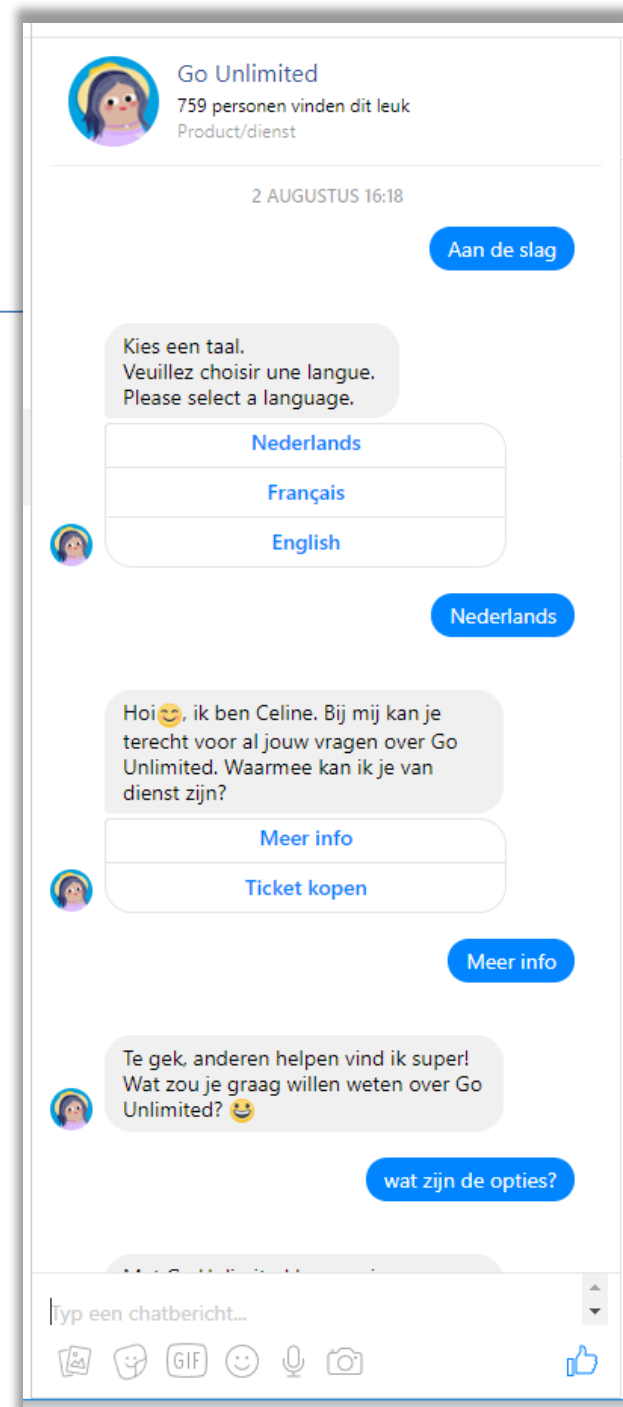 Go Unlimited
759 personen vinden dit leuk
Product/dienst
2 AUGUSTUS 16:18
Aan de slag
Kies een taal.
Veuillez choisir une langue.
Please select a language.
Nederlands
Français
English
Nederlands
Hoi😊, ik ben Celine. Bij mij kan je
terecht voor al jouw vragen over Go
Unlimited. Waarmee kan ik je van
dienst zijn?
Meer info
Ticket kopen
Meer info
Te gek, anderen helpen vind ik super!
Wat zou je graag willen weten over Go
Unlimited? 😀
wat zijn de opties?
Typ een chatbericht...
GIF